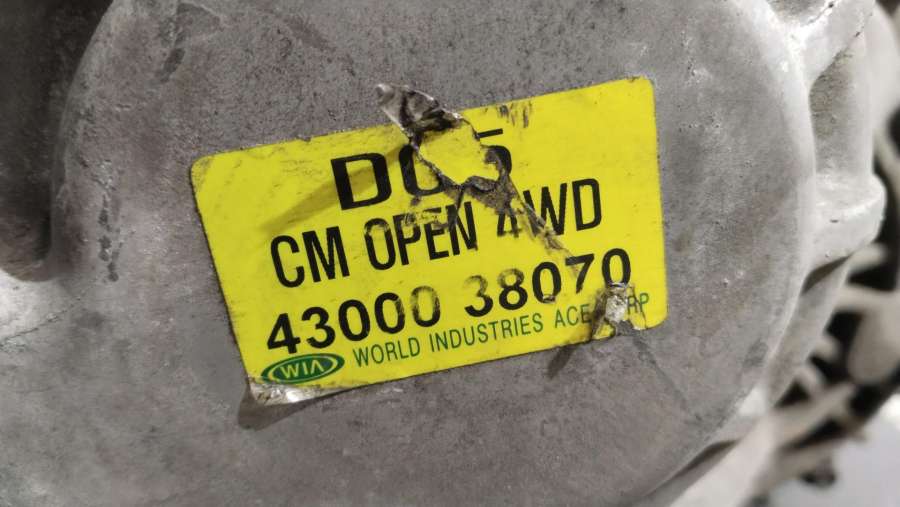 CM OPEN 4WD
43000 38070
WIA WORLD INDUSTRIES ACE